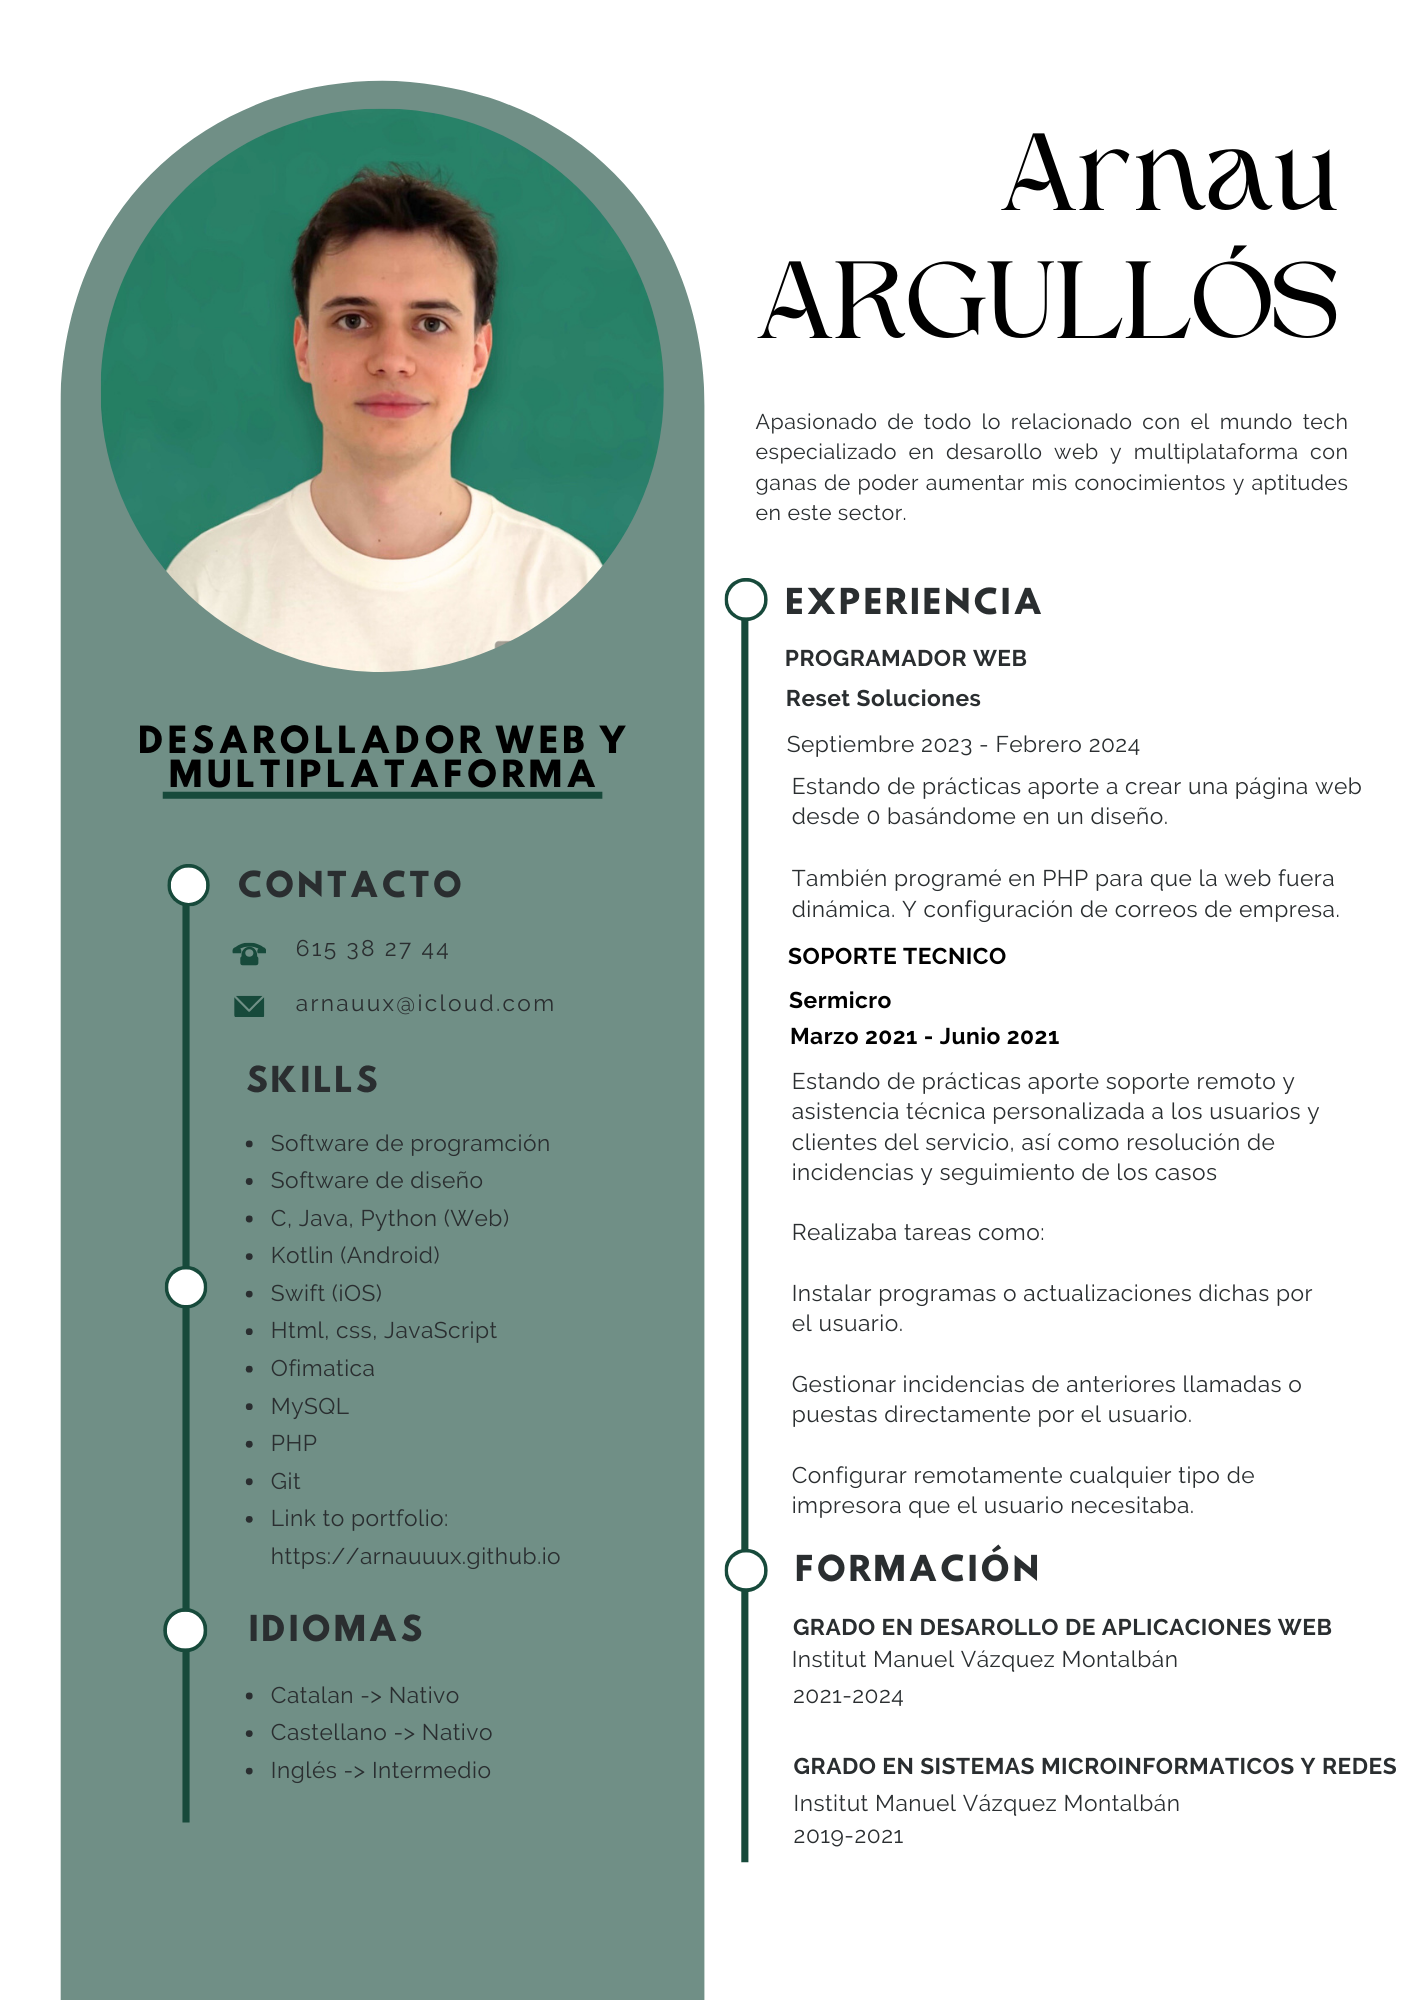 Arnau
ARGULLÓS
Apasionado de todo lo relacionado con el mundo tech
especializado en desarollo web y multiplataforma con
ganas de poder aumentar mis conocimientos y aptitudes
en este sector.
DESAROLLADOR WEB Y
MULTIPLATAFORMA
CONTACTO
615 38 27 44
arnauux@icloud.com
SKILLS
• Software de programción
• Software de diseño
• C, Java, Python (Web)
• Kotlin (Android)
• Swift (iOS)
• Html, css, JavaScript
• Ofimatica
• MySQL
• PHP
• Git
• Link to portfolio:
https://arnauuux.github.io
IDIOMAS
• Catalan -> Nativo
• Castellano -> Nativo
• Inglés -> Intermedio
EXPERIENCIA
PROGRAMADOR WEB
Reset Soluciones
Septiembre 2023 - Febrero 2024
Estando de prácticas aporte a crear una página web
desde 0 basándome en un diseño.
También programé en PHP para que la web fuera
dinámica. Y configuración de correos de empresa.
SOPORTE TECNICO
Sermicro
Marzo 2021 - Junio 2021
Estando de prácticas aporte soporte remoto y
asistencia técnica personalizada a los usuarios y
clientes del servicio, así como resolución de
incidencias y seguimiento de los casos
Realizaba tareas como:
Instalar programas o actualizaciones dichas por
el usuario.
Gestionar incidencias de anteriores llamadas o
puestas directamente por el usuario.
Configurar remotamente cualquier tipo de
impresora que el usuario necesitaba.
FORMACIÓN
GRADO EN DESAROLLO DE APLICACIONES WEB
Institut Manuel Vázquez Montalbán
2021-2024
GRADO EN SISTEMAS MICROINFORMATICOS Y REDES
Institut Manuel Vázquez Montalbán
2019-2021